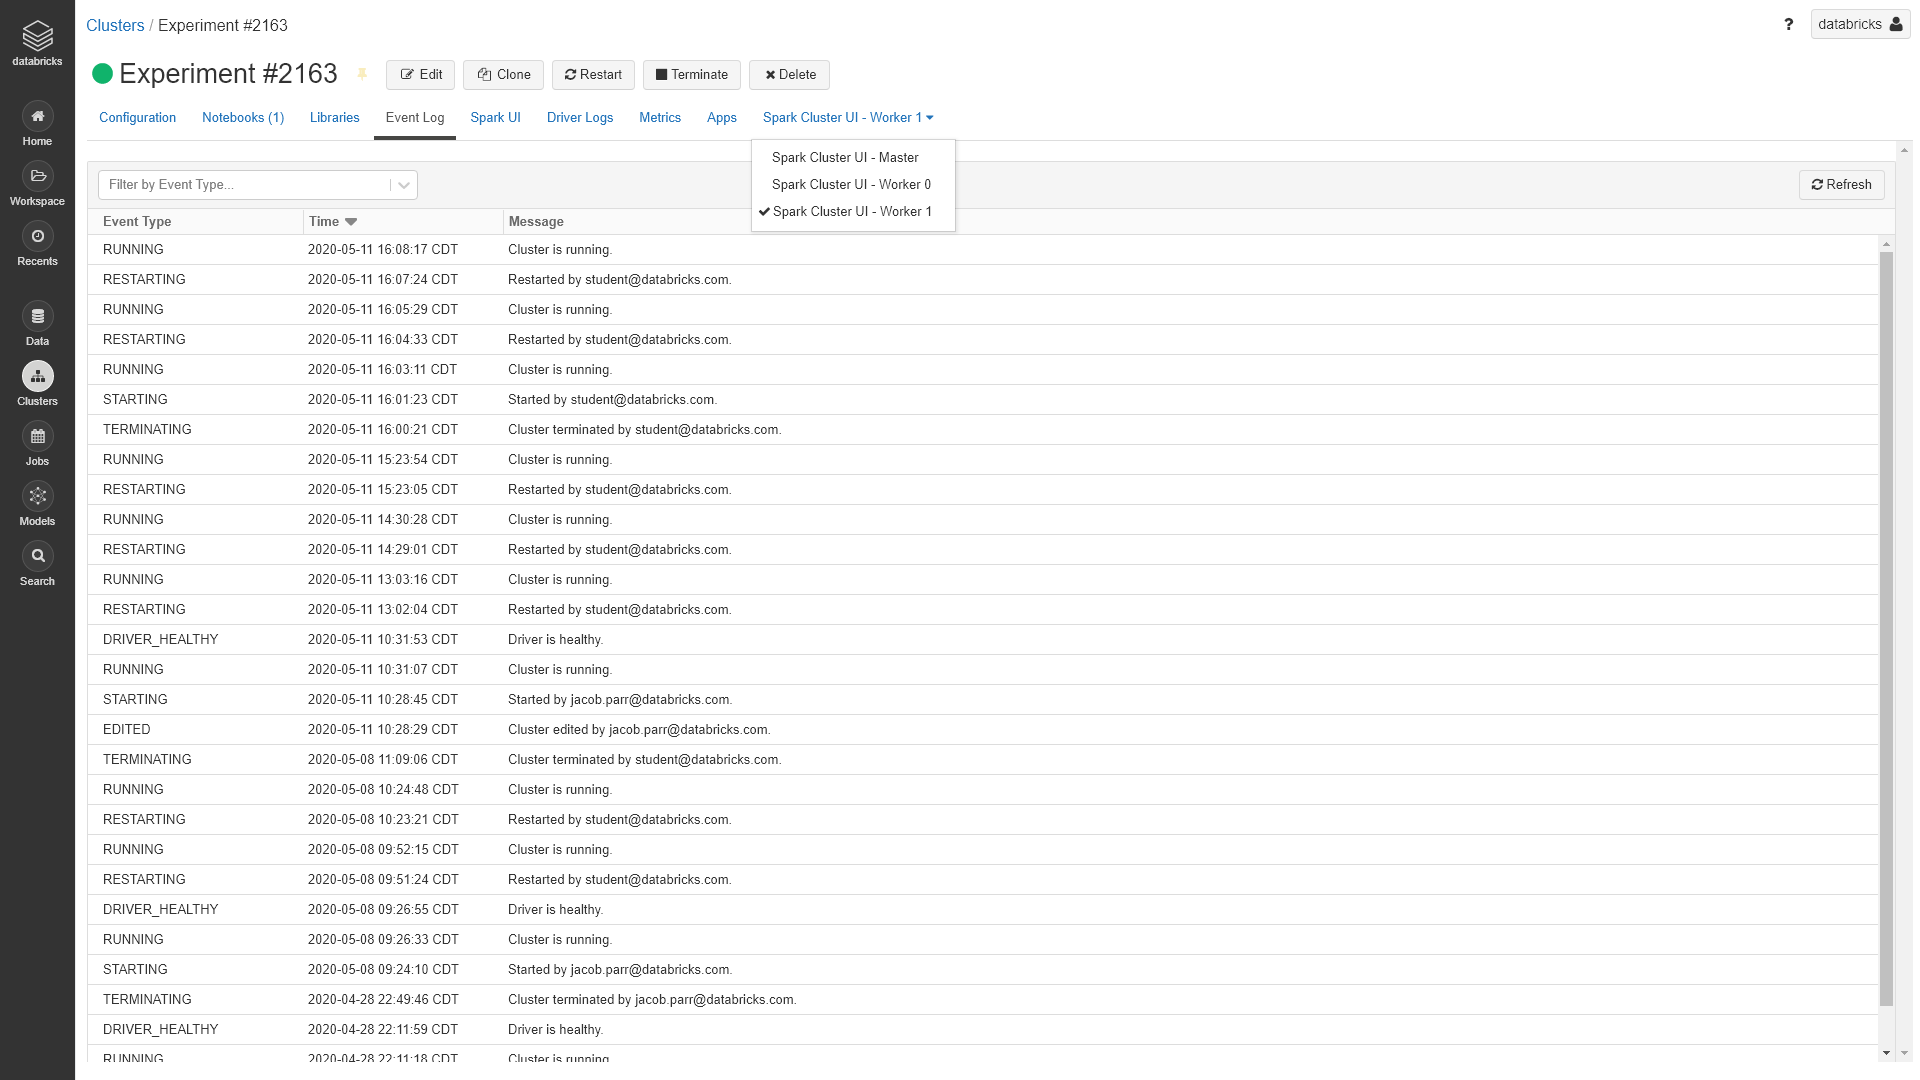 databricks
Home
Workspace
Recents
Data
Clusters
Jobs
Models
Search
Clusters / Experiment #2163
? databricks
Experiment #2163 Edit Clone Restart Terminate Delete
Configuration Notebooks (1) Libraries Event Log Spark UI Driver Logs Metrics Apps Spark Cluster UI - Worker 1
Spark Cluster UI - Master
Spark Cluster UI - Worker 0
Spark Cluster UI - Worker 1
Filter by Event Type... Refresh
Event Type Time Message
RUNNING 2020-05-11 16:08:17 CDT Cluster is running.
RESTARTING 2020-05-11 16:07:24 CDT Restarted by student@databricks.com.
RUNNING 2020-05-11 16:05:29 CDT Cluster is running.
RESTARTING 2020-05-11 16:04:33 CDT Restarted by student@databricks.com.
RUNNING 2020-05-11 16:03:11 CDT Cluster is running.
STARTING 2020-05-11 16:01:23 CDT Started by student@databricks.com.
TERMINATING 2020-05-11 16:00:21 CDT Cluster terminated by student@databricks.com.
RUNNING 2020-05-11 15:23:54 CDT Cluster is running.
RESTARTING 2020-05-11 15:23:05 CDT Restarted by student@databricks.com.
RUNNING 2020-05-11 14:30:28 CDT Cluster is running.
RESTARTING 2020-05-11 14:29:01 CDT Restarted by student@databricks.com.
RUNNING 2020-05-11 13:03:16 CDT Cluster is running.
RESTARTING 2020-05-11 13:02:04 CDT Restarted by student@databricks.com.
DRIVER_HEALTHY 2020-05-11 10:31:53 CDT Driver is healthy.
RUNNING 2020-05-11 10:31:07 CDT Cluster is running.
STARTING 2020-05-11 10:28:45 CDT Started by jacob.parr@databricks.com.
EDITED 2020-05-11 10:28:29 CDT Cluster edited by jacob.parr@databricks.com.
TERMINATING 2020-05-08 11:09:06 CDT Cluster terminated by student@databricks.com.
RUNNING 2020-05-08 10:24:48 CDT Cluster is running.
RESTARTING 2020-05-08 10:23:21 CDT Restarted by student@databricks.com.
RUNNING 2020-05-08 09:52:15 CDT Cluster is running.
RESTARTING 2020-05-08 09:51:24 CDT Restarted by student@databricks.com.
DRIVER_HEALTHY 2020-05-08 09:26:55 CDT Driver is healthy.
RUNNING 2020-05-08 09:26:33 CDT Cluster is running.
STARTING 2020-05-08 09:24:10 CDT Started by jacob.parr@databricks.com.
TERMINATING 2020-04-28 22:49:46 CDT Cluster terminated by jacob.parr@databricks.com.
DRIVER_HEALTHY 2020-04-28 22:11:59 CDT Driver is healthy.
RUNNING 2020-04-28 22:11:18 CDT Cluster is running.